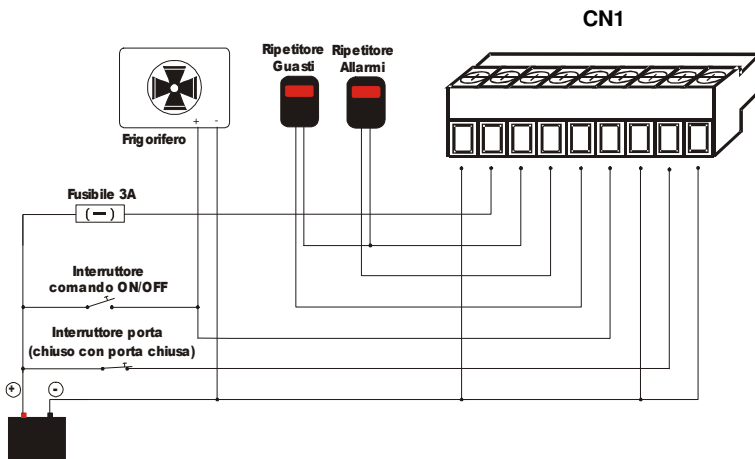 CN1
Ripetitore
Guasti
Ripetitore
Allarmi
+ -
Frigorifero
Fusibile 3A
Interruttore
comando ON/OFF
Interruttore porta
(chiuso con porta chiusa)
+ -